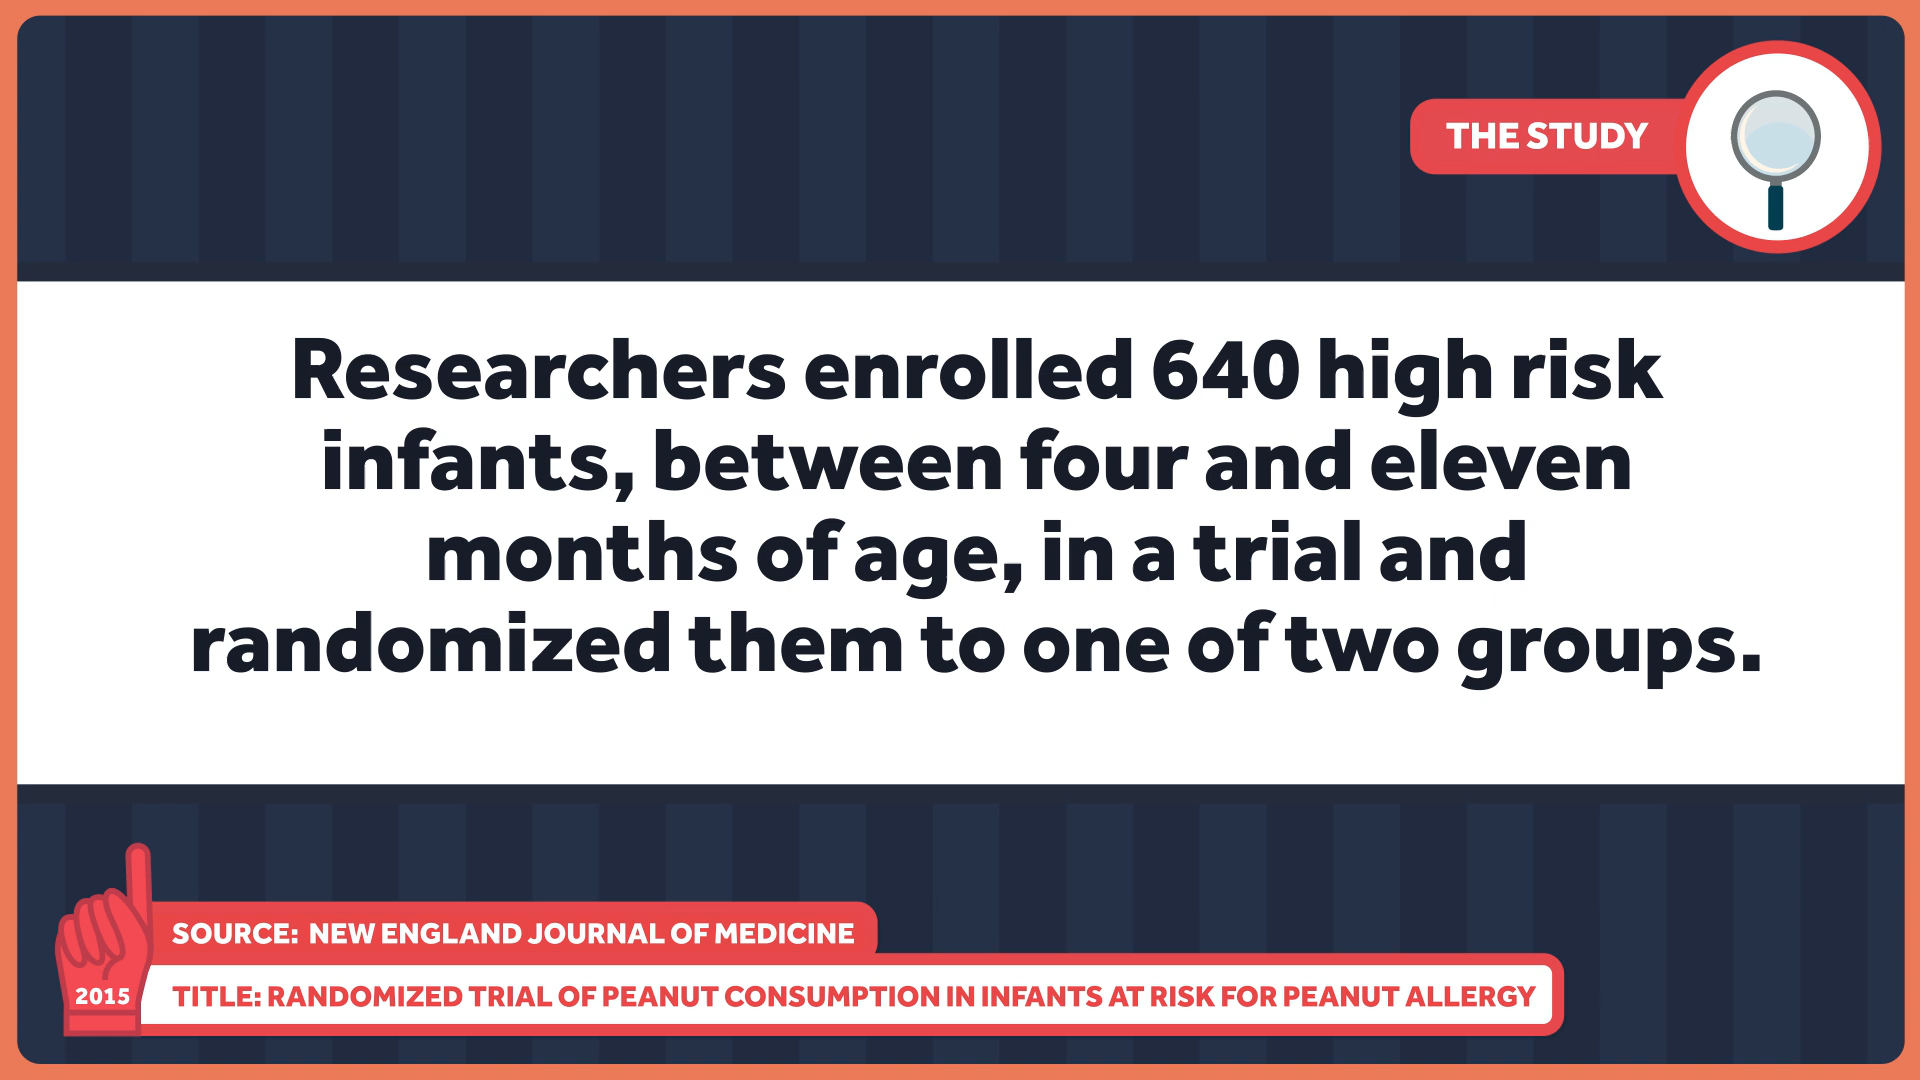 THE STUDY
Researchers enrolled 640 high risk
infants, between four and eleven
months of age, in a trial and
randomized them to one of two groups.
SOURCE: NEW ENGLAND JOURNAL OF MEDICINE
2015
TITLE: RANDOMIZED TRIAL OF PEANUT CONSUMPTION IN INFANTS AT RISK FOR PEANUT ALLERGY